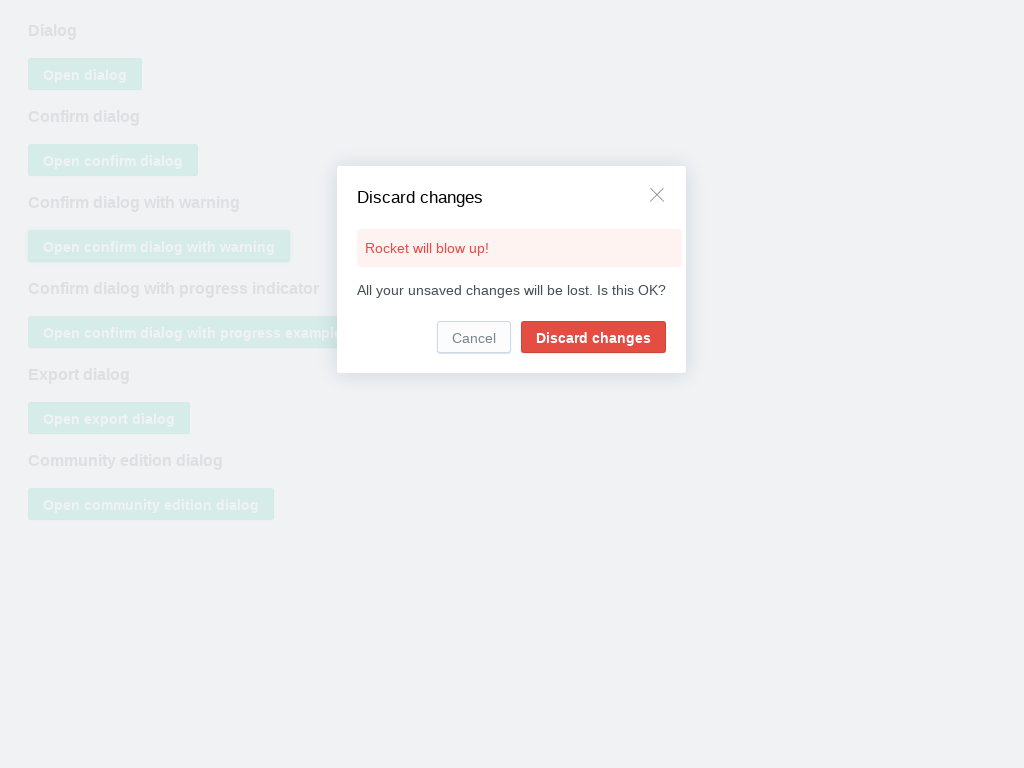 Dialog
Open dialog
Confirm dialog
Open confirm dialog
Confirm dialog with warning
Open confirm dialog with warning
Confirm dialog with progress indicator
Open confirm dialog with progress example
Export dialog
Open export dialog
Community edition dialog
Open community edition dialog
Discard changes
Rocket will blow up!
All your unsaved changes will be lost. Is this OK?
Cancel
Discard changes